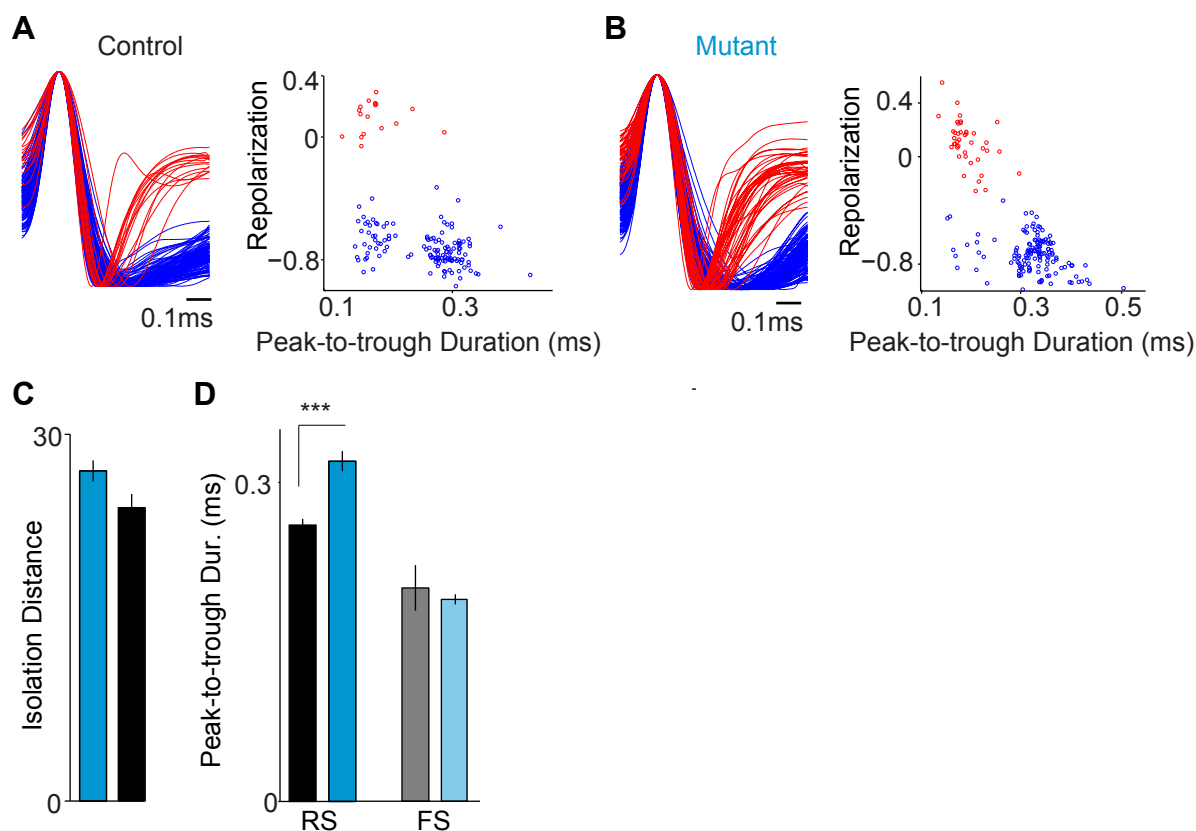 A
Control
0.1ms
Repolarization
0.4
0
−0.8
0.1
0.3
Peak-to-trough Duration (ms)
B
Mutant
0.1ms
Repolarization
0.4
0
−0.8
0.1
0.3
0.5
Peak-to-trough Duration (ms)
C
30
0
Isolation Distance
D
***
0.3
0
Peak-to-trough Dur. (ms)
RS
FS
-